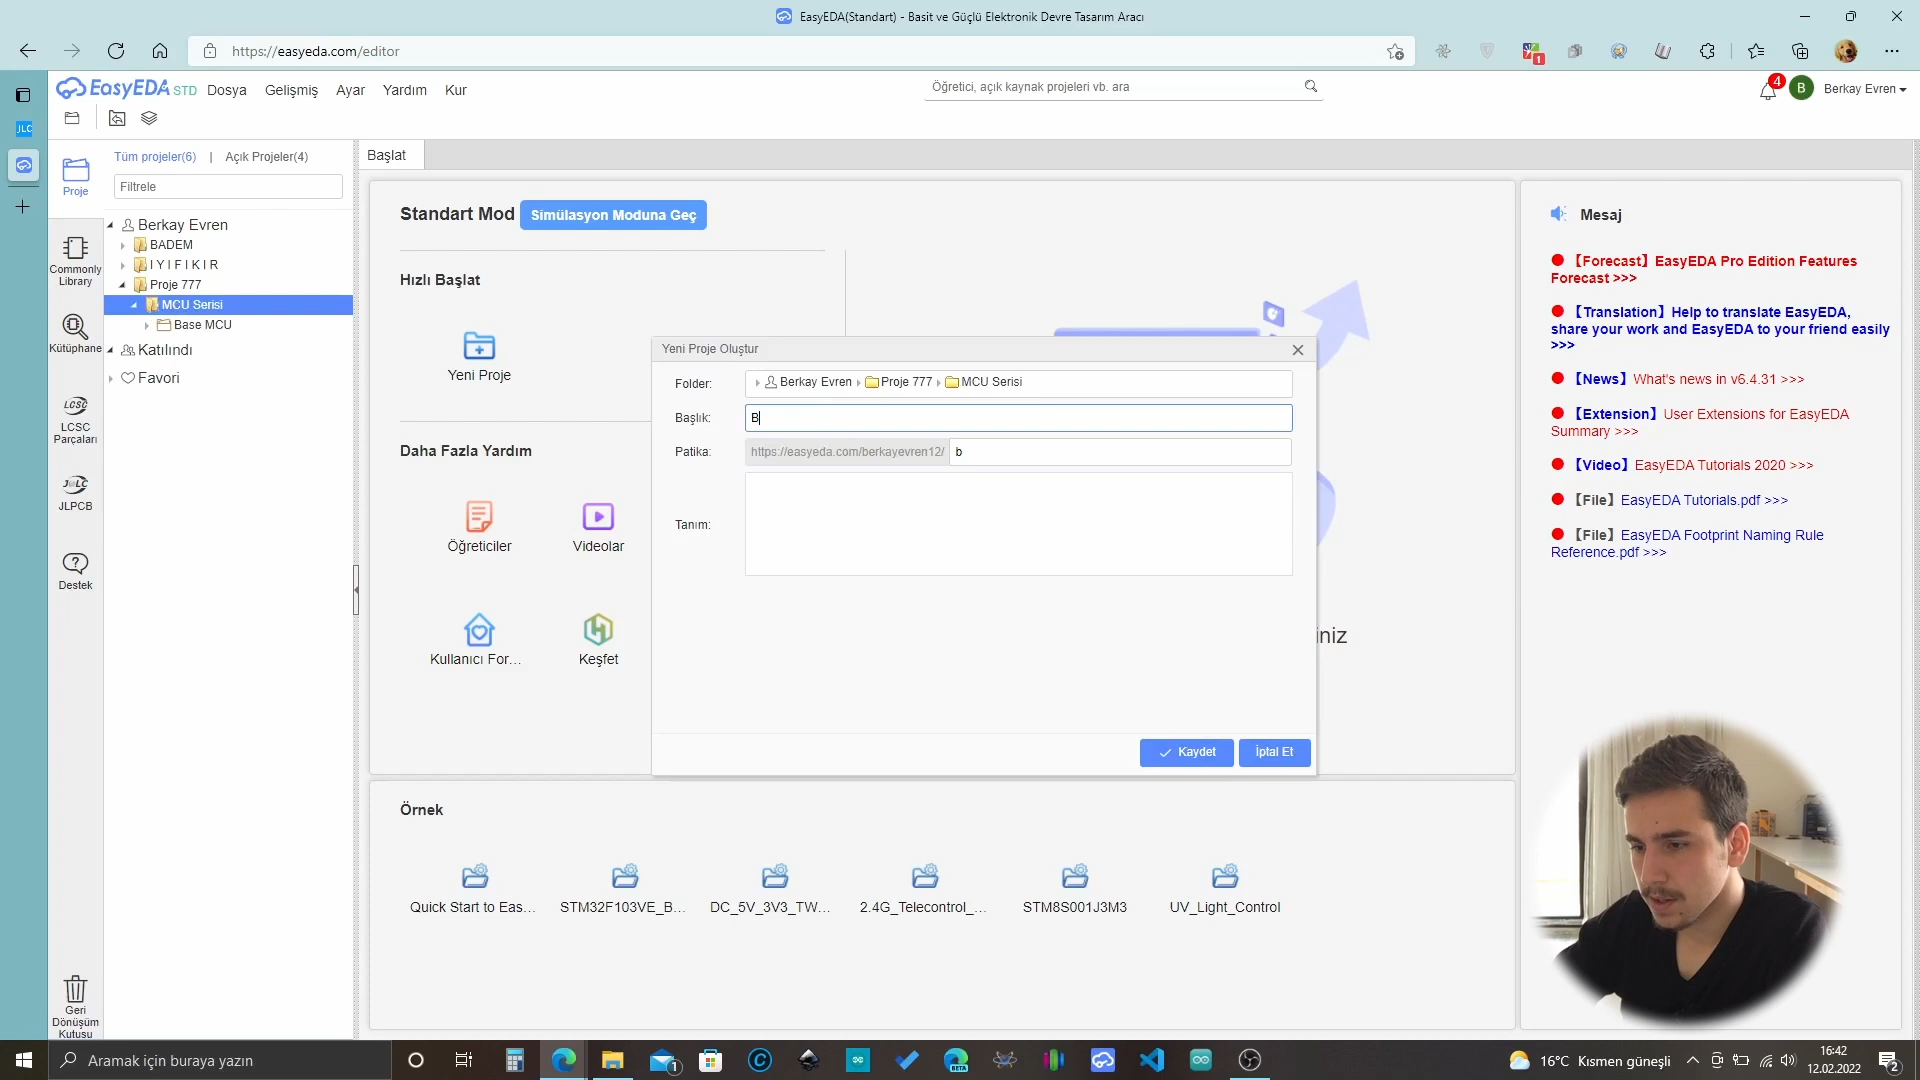 EasyEDA(Standart) - Basit ve Güçlü Elektronik Devre Tasarım Aracı
https://easyeda.com/editor
1
JLC
EasyEDA STD
Dosya
Gelişmiş
Ayar
Yardım
Kur
Öğretici, açık kaynak projeleri vb. ara
4
B
Berkay Evren
Tüm projeler(6) | Açık Projeler(4)
Filtrele
Proje
Commonly
Library
Kütüphane
LCSC
LCSC
Parçaları
JLPCB
Destek
Geri
Dönüşüm
Kutusu
Berkay Evren
BADEM
I Y I F I K I R
Proje 777
MCU Serisi
Base MCU
Katılındı
Favori
Başlat
Standart Mod
Simülasyon Moduna Geç
Hızlı Başlat
Yeni Proje
Daha Fazla Yardım
Öğreticiler
Videolar
Kullanıcı For...
Keşfet
Yeni Proje Oluştur
Folder:
Berkay Evren
Proje 777
MCU Serisi
Başlık:
B
Patika:
https://easyeda.com/berkayevren12/
b
Tanım:
Kaydet
İptal Et
iniz
Örnek
Quick Start to Eas...
STM32F103VE_B...
DC_5V_3V3_TW...
2.4G_Telecontrol_...
STM8S001J3M3
UV_Light_Control
Mesaj
【Forecast】EasyEDA Pro Edition Features
Forecast >>>
【Translation】Help to translate EasyEDA,
share your work and EasyEDA to your friend easily
>>>
【News】What's news in v6.4.31 >>>
【Extension】User Extensions for EasyEDA
Summary >>>
【Video】EasyEDA Tutorials 2020 >>>
【File】EasyEDA Tutorials.pdf >>>
【File】EasyEDA Footprint Naming Rule
Reference.pdf >>>
Aramak için buraya yazın
1
BETA
16°C Kısmen güneşli
16:42
12.02.2022
2